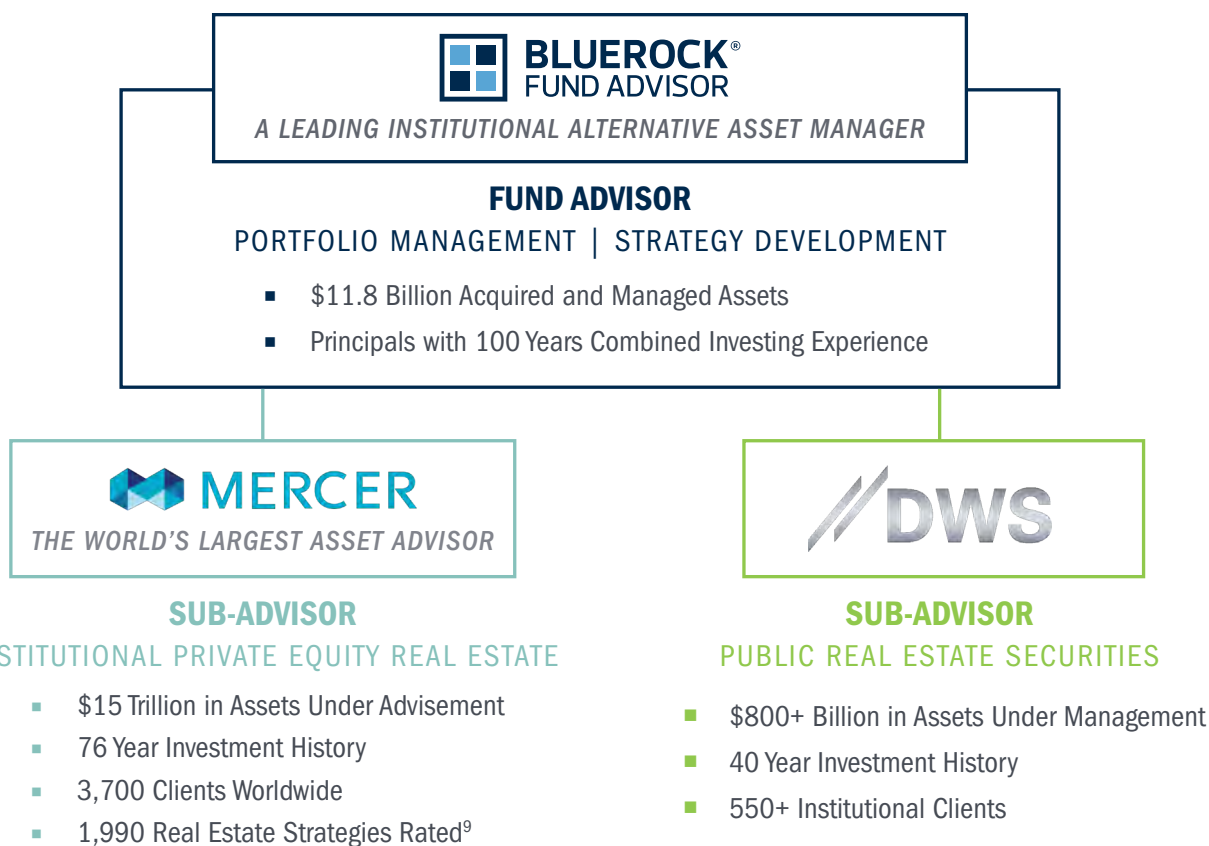 BLUEROCK®
FUND ADVISOR
A LEADING INSTITUTIONAL ALTERNATIVE ASSET MANAGER
FUND ADVISOR
PORTFOLIO MANAGEMENT | STRATEGY DEVELOPMENT
▪ $11.8 Billion Acquired and Managed Assets
▪ Principals with 100 Years Combined Investing Experience
MERCER
THE WORLD'S LARGEST ASSET ADVISOR
SUB-ADVISOR
STITUTIONAL PRIVATE EQUITY REAL ESTATE
▪ $15 Trillion in Assets Under Advisement
▪ 76 Year Investment History
▪ 3,700 Clients Worldwide
▪ 1,990 Real Estate Strategies Rated⁹
DWS
SUB-ADVISOR
PUBLIC REAL ESTATE SECURITIES
▪ $800+ Billion in Assets Under Management
▪ 40 Year Investment History
▪ 550+ Institutional Clients